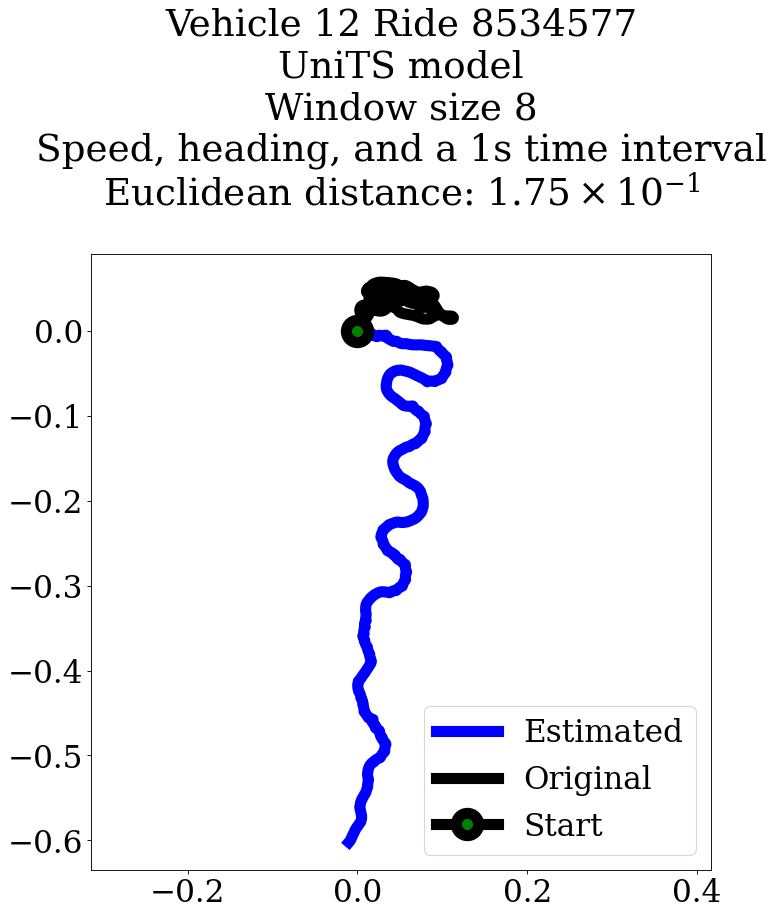 Vehicle 12 Ride 8534577
UniTS model
Window size 8
Speed, heading, and a 1s time interval
Euclidean distance: 1.75 × 10⁻¹
0.0
−0.1
−0.2
−0.3
−0.4
−0.5
−0.6
Estimated
Original
Start
−0.2 0.0 0.2 0.4